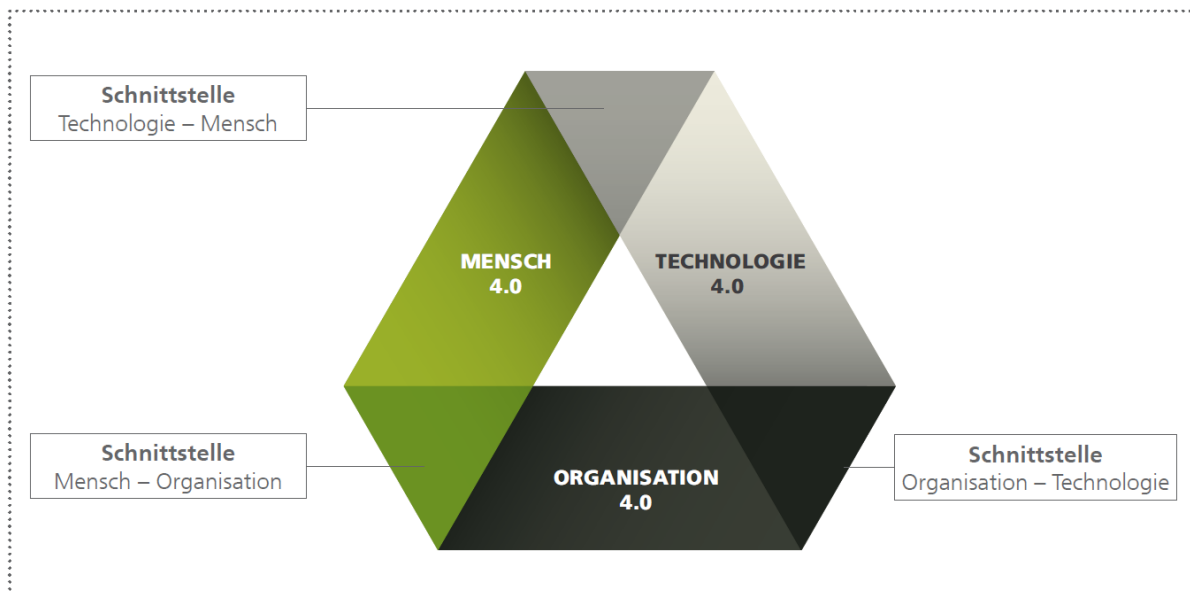 Schnittstelle
Technologie – Mensch
MENSCH
4.0
TECHNOLOGIE
4.0
Schnittstelle
Mensch – Organisation
ORGANISATION
4.0
Schnittstelle
Organisation – Technologie